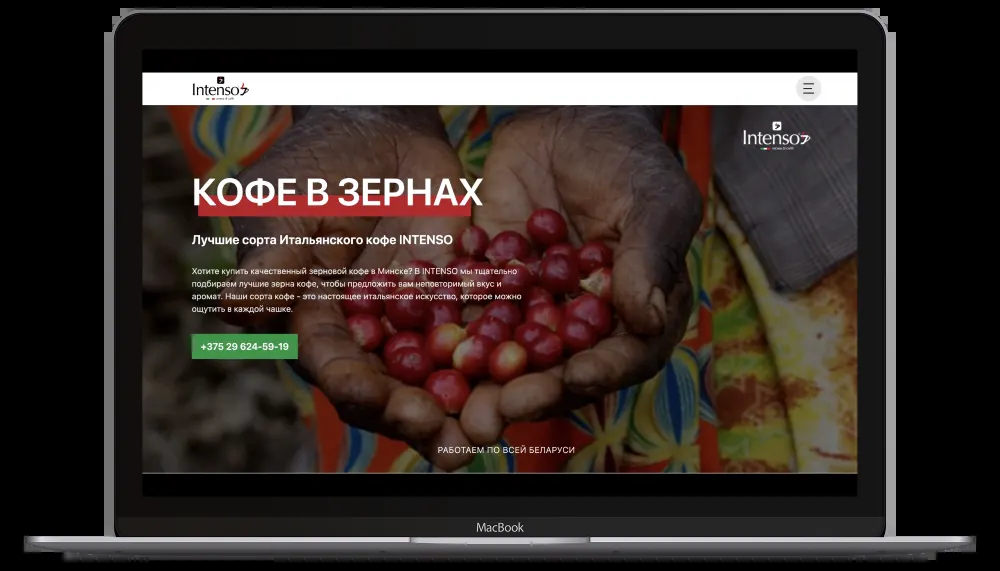 Intenso
Intenso
КОФЕ В ЗЕРНАХ
Лучшие сорта Итальянского кофе INTENSO
Хотите купить качественный зерновой кофе в Минске? В INTENSO мы тщательно
подбираем лучшие зерна кофе, чтобы предложить вам неповторимый вкус и
аромат. Наши сорта кофе - это настоящее итальянское искусство, которое можно
ощутить в каждой чашке.
+375 29 624-59-19
РАБОТАЕМ ПО ВСЕЙ БЕЛАРУСИ
MacBook